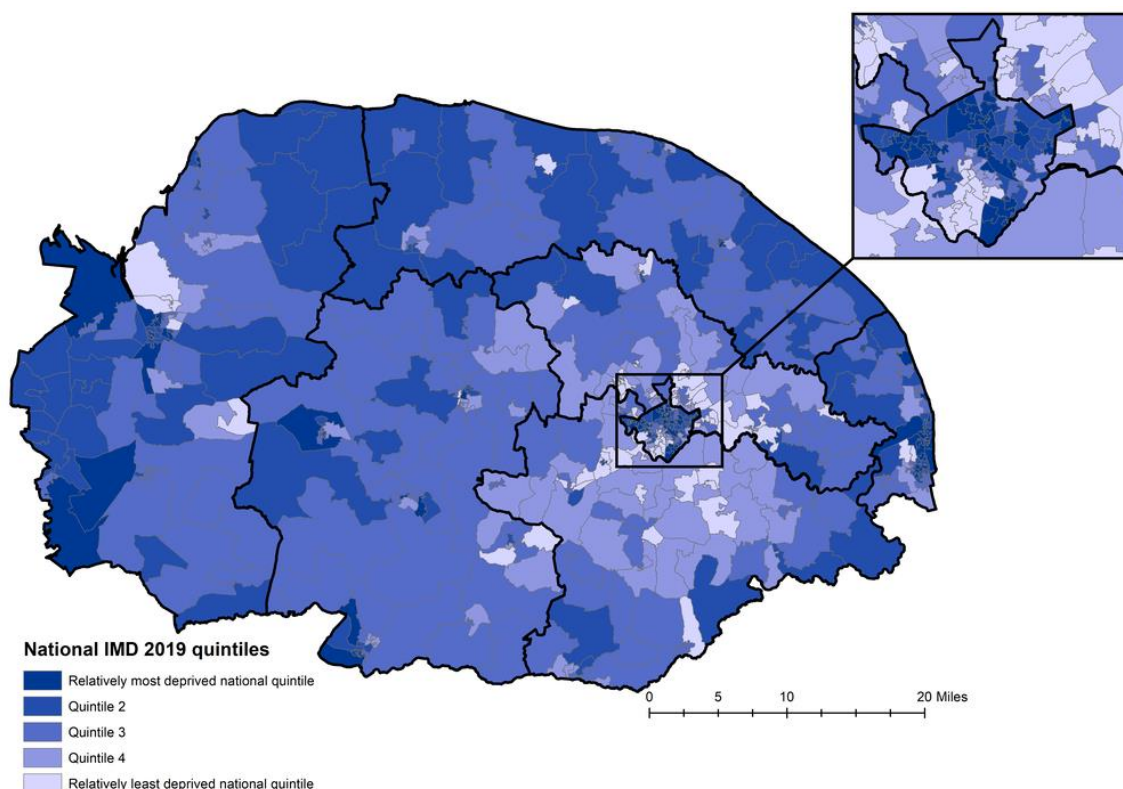 National IMD 2019 quintiles
Relatively most deprived national quintile
Quintile 2
Quintile 3
Quintile 4
Relatively least deprived national quintile
0 5 10 20 Miles